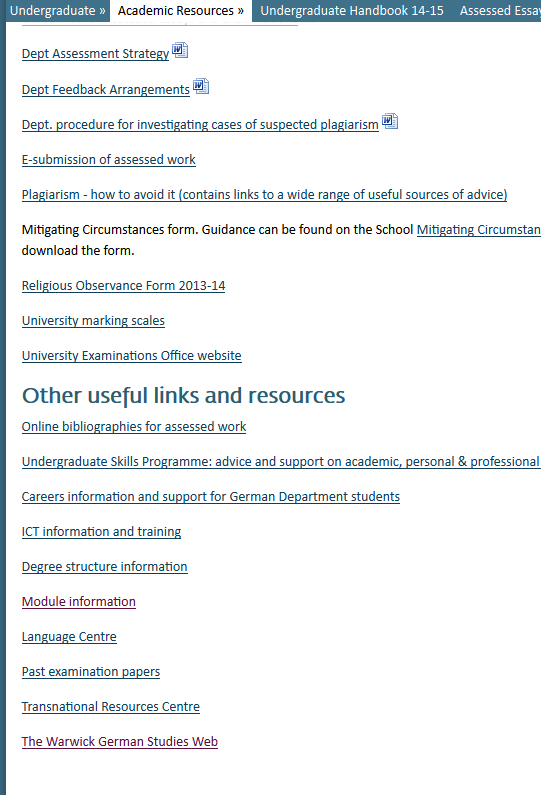 Undergraduate » Academic Resources » Undergraduate Handbook 14-15 Assessed Essay
Dept Assessment Strategy
Dept Feedback Arrangements
Dept. procedure for investigating cases of suspected plagiarism
E-submission of assessed work
Plagiarism - how to avoid it (contains links to a wide range of useful sources of advice)
Mitigating Circumstances form. Guidance can be found on the School Mitigating Circumstan
download the form.
Religious Observance Form 2013-14
University marking scales
University Examinations Office website
Other useful links and resources
Online bibliographies for assessed work
Undergraduate Skills Programme: advice and support on academic, personal & professional
Careers information and support for German Department students
ICT information and training
Degree structure information
Module information
Language Centre
Past examination papers
Transnational Resources Centre
The Warwick German Studies Web